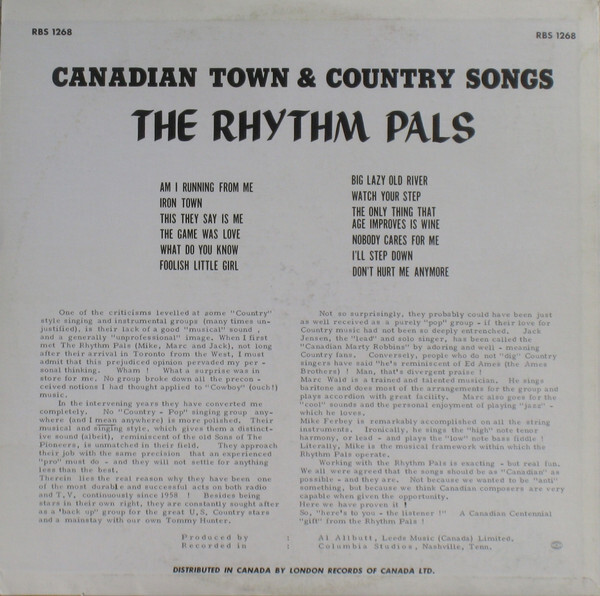 RBS 1268
RBS 1268
CANADIAN TOWN & COUNTRY SONGS
THE RHYTHM PALS
AM I RUNNING FROM ME
IRON TOWN
THIS THEY SAY IS ME
THE GAME WAS LOVE
WHAT DO YOU KNOW
FOOLISH LITTLE GIRL
BIG LAZY OLD RIVER
WATCH YOUR STEP
THE ONLY THING THAT
AGE IMPROVES IS WINE
NOBODY CARES FOR ME
I'LL STEP DOWN
DON'T HURT ME ANYMORE
One of the criticisms levelled at some "Country"
style singing and instrumental groups (many times un-
justified), is their lack of a good "musical" sound ,
and a generally "unprofessional" image. When I first
met The Rhythm Pals (Mike, Marc and Jack), not long
after their arrival in Toronto from the West, I must
admit that this prejudiced opinion pervaded my per -
sonal thinking. Wham ! What a surprise was in
store for me. No group broke down all the precon -
ceived notions I had thought applied to "Cowboy" (ouch!)
music.
In the intervening years they have converted me
completely. No "Country - Pop" singing group any-
where (and I mean anywhere) is more polished. Their
musical and singing style, which gives them a distinct-
ive sound (albeit), reminiscent of the old Sons of The
Pioneers, is unmatched in their field. They approach
their job with the same precision that an experienced
"pro" must do - and they will not settle for anything
less than the best.
Therein lies the real reason why they have been one
of the most durable and successful acts on both radio
and T.V. continuously since 1958 ! Besides being
stars in their own right, they are constantly sought after
as a 'back up' group for the great U.S. Country stars
and a mainstay with our own Tommy Hunter.
Not so surprisingly, they probably could have been just
as well received as a purely "pop" group - if their love for
Country music had not been so deeply entrenched. Jack
Jensen, the "lead" and solo singer, has been called the
"Canadian Marty Robbins" by adoring and well - meaning
Country fans. Conversely, people who do not "dig" Country
singers have said "he's reminiscent of Ed Ames (the Ames
Brothers) ! Man, that's divergent praise !
Marc Wald is a trained and talented musician. He sings
baritone and does most of the arrangements for the group and
plays accordion with great facility. Marc also goes for the
"cool" sounds and the personal enjoyment of playing "jazz" -
which he loves.
Mike Ferbey is remarkably accomplished on all the string
instruments. Ironically, he sings the "high" note tenor
harmony, or lead - and plays the "low" note bass fiddle !
Literally, Mike is the musical framework within which the
Rhythm Pals operate.
Working with the Rhythm Pals is exacting - but real fun.
We all were agreed that the songs should be as "Canadian" as
possible - and they are. Not because we wanted to be "anti"
something, but because we think Canadian composers are very
capable when given the opportunity.
Here we have proven it !
So, "here's to you - the listener !" A Canadian Centennial
"gift" from the Rhythm Pals !
Produced by : Al Allbutt, Leeds Music (Canada) Limited.
Recorded in : Columbia Studios, Nashville, Tenn.
DISTRIBUTED IN CANADA BY LONDON RECORDS OF CANADA LTD.